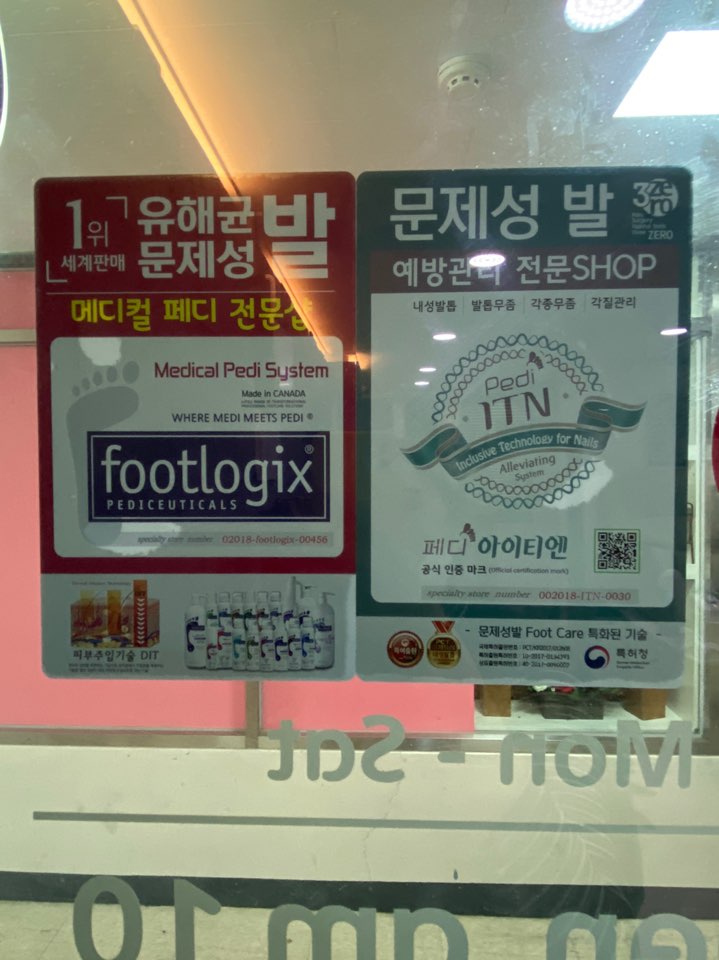 1위
세계판매
유해균
문제성
발
메디컬 페디 전문샵
Medical Pedi System
Made in CANADA
WHERE MEDI MEETS PEDI ®
footlogix®
PEDICEUTICALS
specialty store number 02018-footlogix-00456
피부주입기술 DIT
문제성 발
3Zero
ZERO
예방관리 전문SHOP
내성발톱 | 발톱무좀 | 각종무좀 | 각질관리
Pedi
ITN
Inclusive Technology for Nails
Alleviating
System
페디 아이티엔
공식 인증 마크 (Official certification mark)
specialty store number 002018-ITN-0030
- 문제성발 Foot Care 특화된 기술 -
특허청
Mon - Sat
en am 10